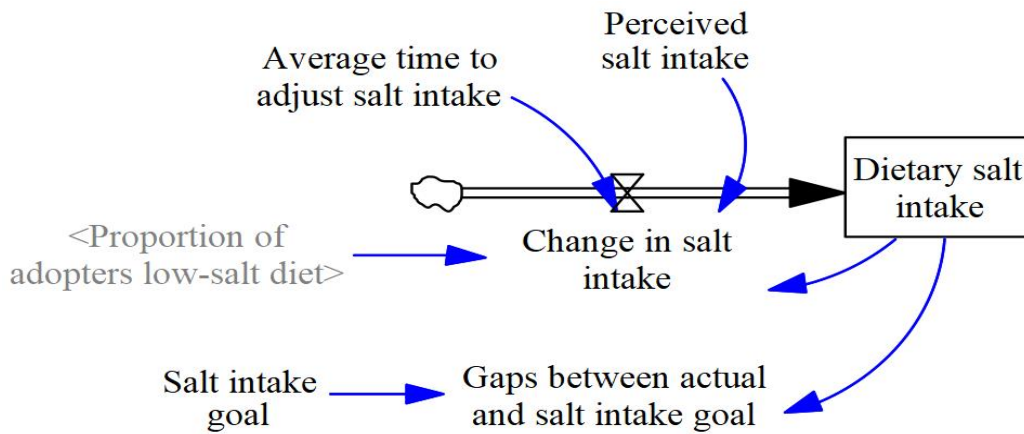 Perceived
salt intake
Average time to
adjust salt intake
Dietary salt
intake
<Proportion of
adopters low-salt diet>
Change in salt
intake
Salt intake
goal
Gaps between actual
and salt intake goal